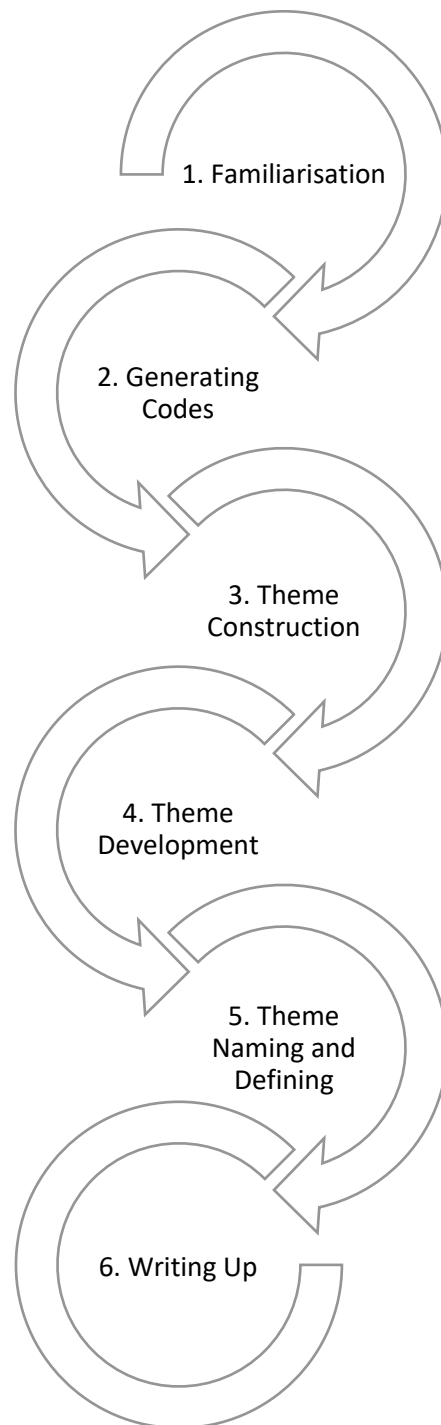 1. Familiarisation
2. Generating
Codes
3. Theme
Construction
4. Theme
Development
5. Theme
Naming and
Defining
6. Writing Up